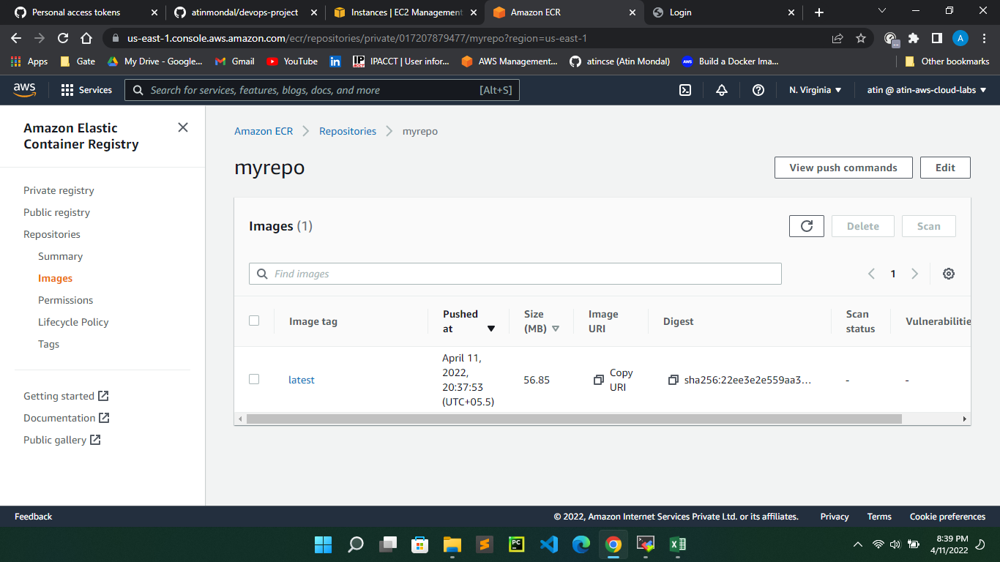 Personal access tokens
atinmondal/devops-project
Instances | EC2 Management
Amazon ECR
Login
us-east-1.console.aws.amazon.com/ecr/repositories/private/017207879477/myrepo?region=us-east-1
A
Apps
Gate
My Drive - Google...
Gmail
YouTube
IPACCT | User infor...
AWS Management...
atincse (Atin Mondal)
Build a Docker Ima...
Other bookmarks
aws
Services
Search for services, features, blogs, docs, and more
[Alt+S]
N. Virginia
atin @ atin-aws-cloud-labs
Amazon Elastic
Container Registry
Private registry
Public registry
Repositories
Summary
Images
Permissions
Lifecycle Policy
Tags
Getting started
Documentation
Public gallery
Amazon ECR
Repositories
myrepo
myrepo
View push commands
Edit
Images (1)
Delete
Scan
Find images
1
Image tag
Pushed
at
Size
(MB)
Image
URI
Digest
Scan
status
Vulnerabilitie
latest
April 11,
2022,
20:37:53
(UTC+05.5)
56.85
Copy
URI
sha256:22ee3e2e559aa3...
-
-
Feedback
© 2022, Amazon Internet Services Private Ltd. or its affiliates.
Privacy
Terms
Cookie preferences
8:39 PM
4/11/2022